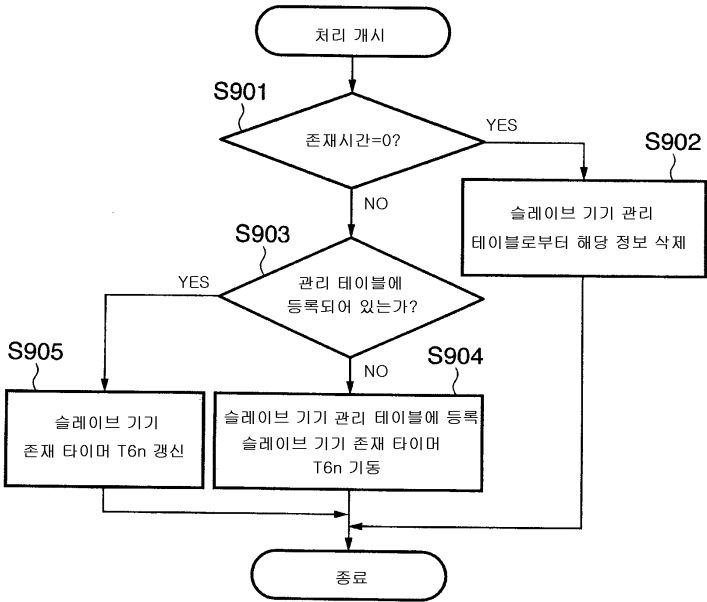 처리 개시
S901
존재시간=0?
YES
S902
슬레이브 기기 관리
테이블로부터 해당 정보 삭제
NO
S903
관리 테이블에
등록되어 있는가?
YES
NO
S905
슬레이브 기기
존재 타이머 T6n 갱신
S904
슬레이브 기기 관리 테이블에 등록
슬레이브 기기 존재 타이머
T6n 기동
종료